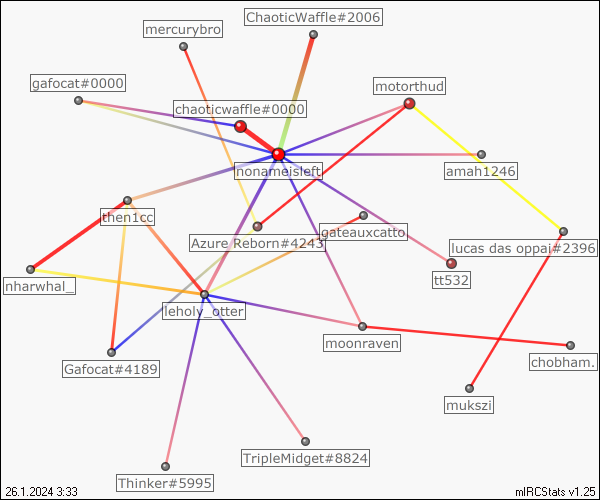 ChaoticWaffle#2006
mercurybro
gafocat#0000
motorthud
chaoticwaffle#0000
nonameisleft
amah1246
then1cc
gateauxcatto
Azure Reborn#4243
lucas das oppai#2396
tt532
nharwhal_
leholy_otter
moonraven
chobham.
Gafocat#4189
mukszi
TripleMidget#8824
Thinker#5995
26.1.2024 3:33
mIRCStats v1.25